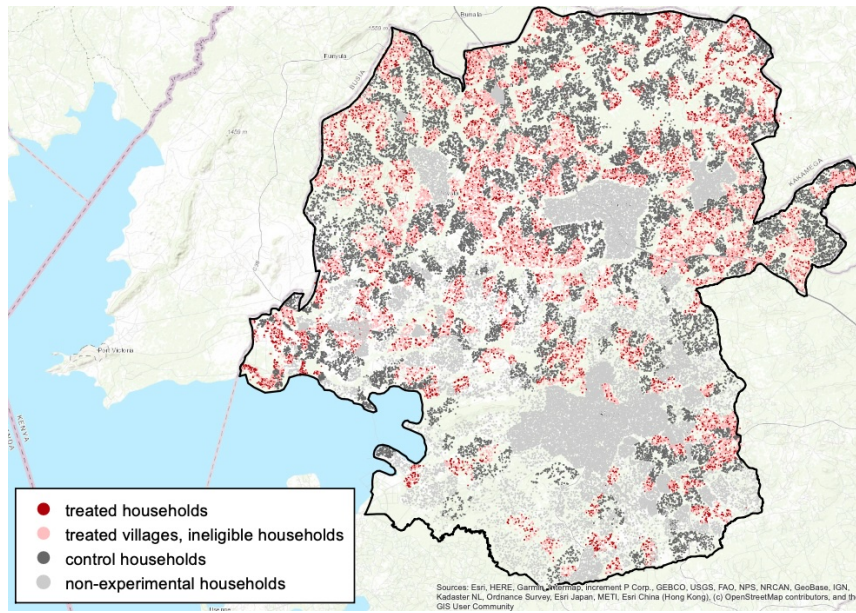 Rumala
BUSIA
KAKAMEGA
Port Victoria
KENYA
treated households
treated villages, ineligible households
control households
non-experimental households
Sources: Esri, HERE, Garmin, Intermap, increment P Corp., GEBCO, USGS, FAO, NPS, NRCAN, GeoBase, IGN,
Kadaster NL, Ordnance Survey, Esri Japan, METI, Esri China (Hong Kong), (c) OpenStreetMap contributors, and the
GIS User Community